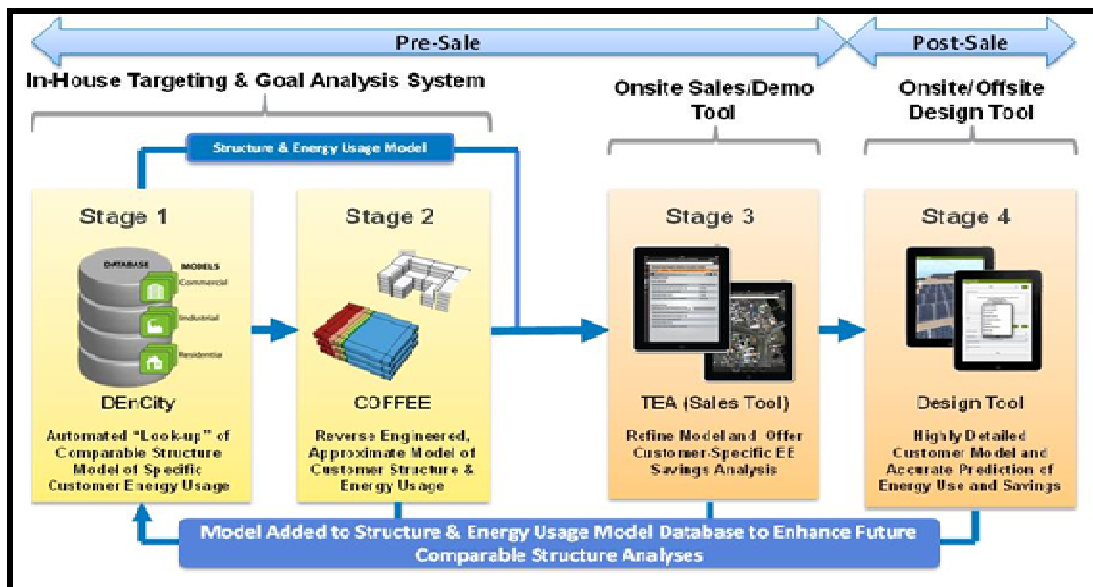 Pre-Sale
Post-Sale
In-House Targeting & Goal Analysis System
Onsite Sales/Demo
Tool
Onsite/Offsite
Design Tool
Structure & Energy Usage Model
Stage 1
DATABASE
MODELS
Commercial
Industrial
Residential
DEnCity
Automated “Look-up” of
Comparable Structure
Model of Specific
Customer Energy Usage
Stage 2
COFFEE
Reverse Engineered,
Approximate Model of
Customer Structure &
Energy Usage
Stage 3
TEA (Sales Tool)
Refine Model and Offer
Customer-Specific EE
Savings Analysis
Stage 4
Design Tool
Highly Detailed
Customer Model and
Accurate Prediction of
Energy Use and Savings
Model Added to Structure & Energy Usage Model Database to Enhance Future
Comparable Structure Analyses